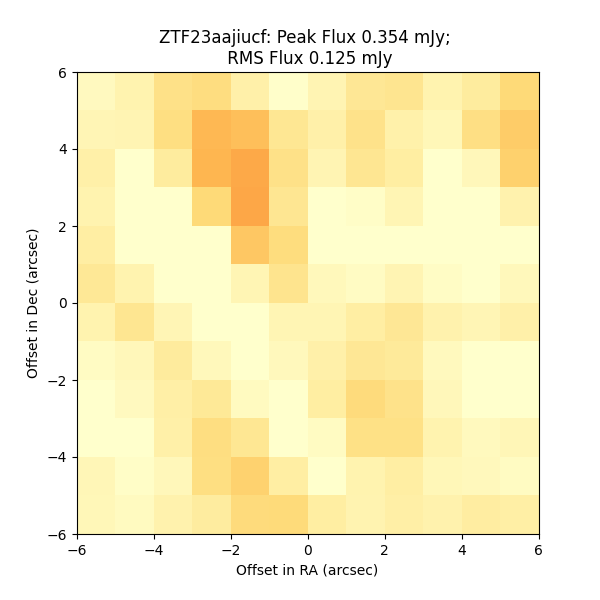 ZTF23aajiucf: Peak Flux 0.354 mJy;
RMS Flux 0.125 mJy
6
4
2
0
−2
−4
−6
Offset in Dec (arcsec)
−6 −4 −2 0 2 4 6
Offset in RA (arcsec)